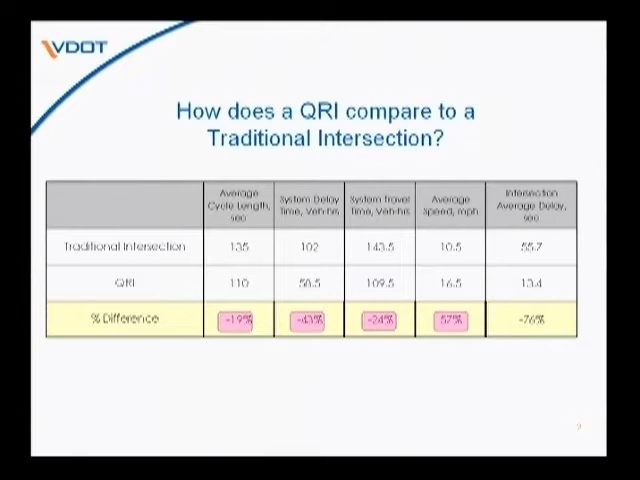 VDOT
How does a QRI compare to a
Traditional Intersection?
Average Cycle Length, sec
System Delay Time, Veh-hrs
System Travel Time, Veh-hrs
Average Speed, mph
Intersection Average Delay, sec
Traditional Intersection 135 102 143.5 10.5 55.7
QRI 110 58.5 109.5 16.5 13.4
% Difference -19% -43% -24% 57% -76%